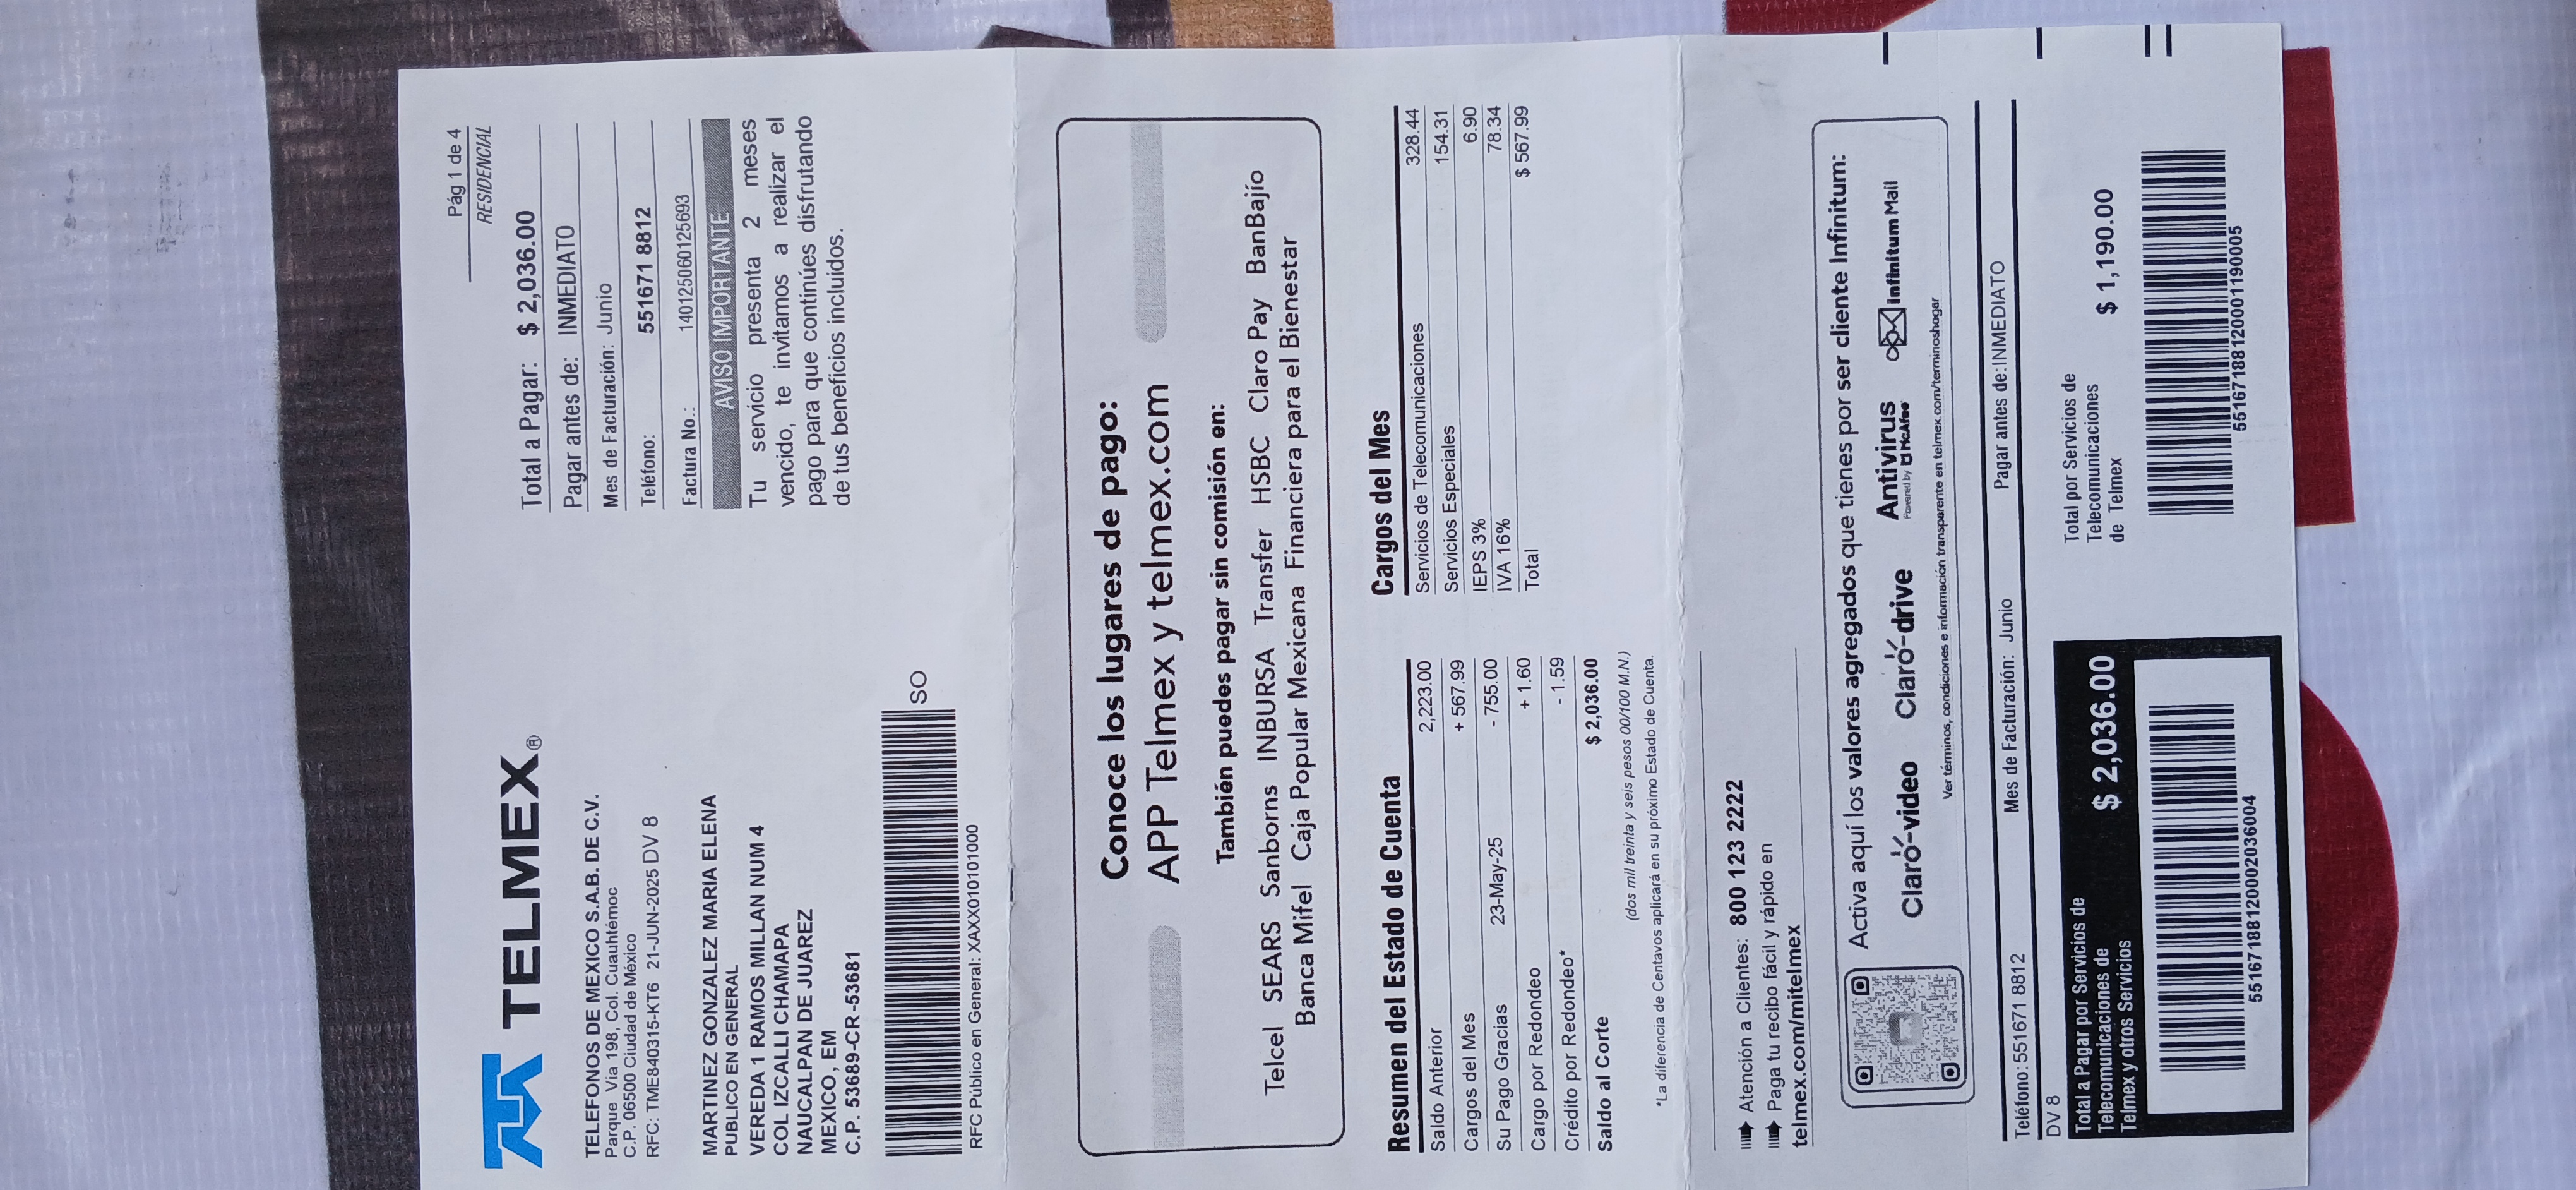 TELMEX®
Pág 1 de 4
RESIDENCIAL
TELEFONOS DE MEXICO S.A.B. DE C.V.
Parque Via 198, Col. Cuauhtémoc
C.P. 06500 Ciudad de México
RFC: TME840315-KT6 21-JUN-2025 DV 8
MARTINEZ GONZALEZ MARIA ELENA
PUBLICO EN GENERAL
VEREDA 1 RAMOS MILLAN NUM 4
COL IZCALLI CHAMAPA
NAUCALPAN DE JUAREZ
MEXICO, EM
C.P. 53689-CR-53681
SO
RFC Público en General: XAXX010101000
Total a Pagar: $ 2,036.00
Pagar antes de: INMEDIATO
Mes de Facturación: Junio
Teléfono: 551671 8812
Factura No.: 140125060125693
AVISO IMPORTANTE
Tu servicio presenta 2 meses
vencido, te invitamos a realizar el
pago para que continúes disfrutando
de tus beneficios incluidos.
Conoce los lugares de pago:
APP Telmex y telmex.com
También puedes pagar sin comisión en:
Telcel SEARS Sanborns INBURSA Transfer HSBC Claro Pay BanBajío
Banca Mifel Caja Popular Mexicana Financiera para el Bienestar
Resumen del Estado de Cuenta
Saldo Anterior 2,223.00
Cargos del Mes + 567.99
Su Pago Gracias 23-May-25 - 755.00
Cargo por Redondeo + 1.60
Crédito por Redondeo* - 1.59
Saldo al Corte $ 2,036.00
(dos mil treinta y seis pesos 00/100 M.N.)
*La diferencia de Centavos aplicará en su próximo Estado de Cuenta.
Cargos del Mes
Servicios de Telecomunicaciones 328.44
Servicios Especiales 154.31
IEPS 3% 6.90
IVA 16% 78.34
Total $ 567.99
Atención a Clientes: 800 123 2222
Paga tu recibo fácil y rápido en
telmex.com/mitelmex
Activa aquí los valores agregados que tienes por ser cliente Infinitum:
Claro-video Claro-drive Antivirus Powered by McAfee Infinitum Mail
Ver términos, condiciones e información transparente en telmex.com/terminoshogar
Teléfono: 551671 8812 Mes de Facturación: Junio Pagar antes de: INMEDIATO
DV 8
Total a Pagar por Servicios de
Telecomunicaciones de
Telmex y otros Servicios $ 2,036.00
55167188120002036004
Total por Servicios de
Telecomunicaciones
de Telmex $ 1,190.00
55167188120001190005